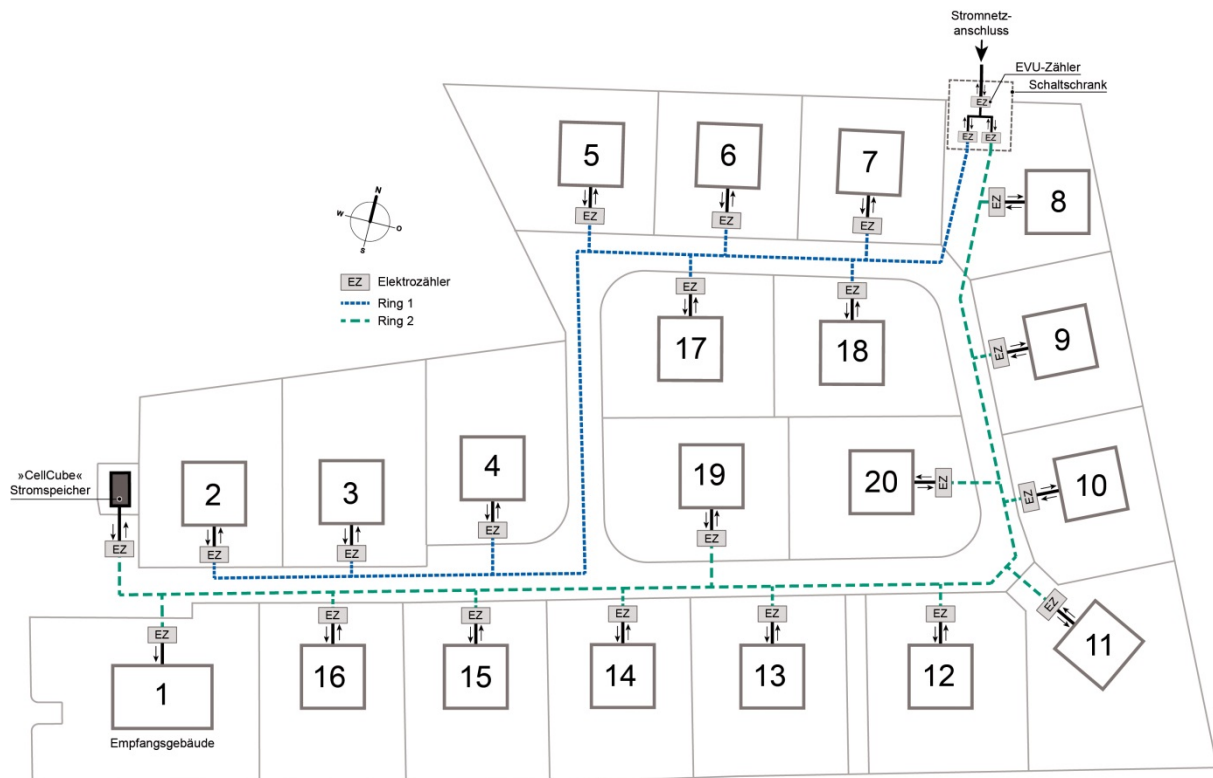 Stromnetz-
anschluss
EVU-Zähler
Schaltschrank
EZ
EZ
EZ
5
6
7
8
EZ
EZ
EZ
EZ
N
W
O
S
EZ
Elektrozähler
Ring 1
Ring 2
EZ
EZ
17
18
9
EZ
»CellCube«
Stromspeicher
2
3
4
19
20
EZ
10
EZ
EZ
EZ
EZ
EZ
EZ
EZ
EZ
EZ
EZ
EZ
EZ
EZ
11
1
16
15
14
13
12
Empfangsgebäude